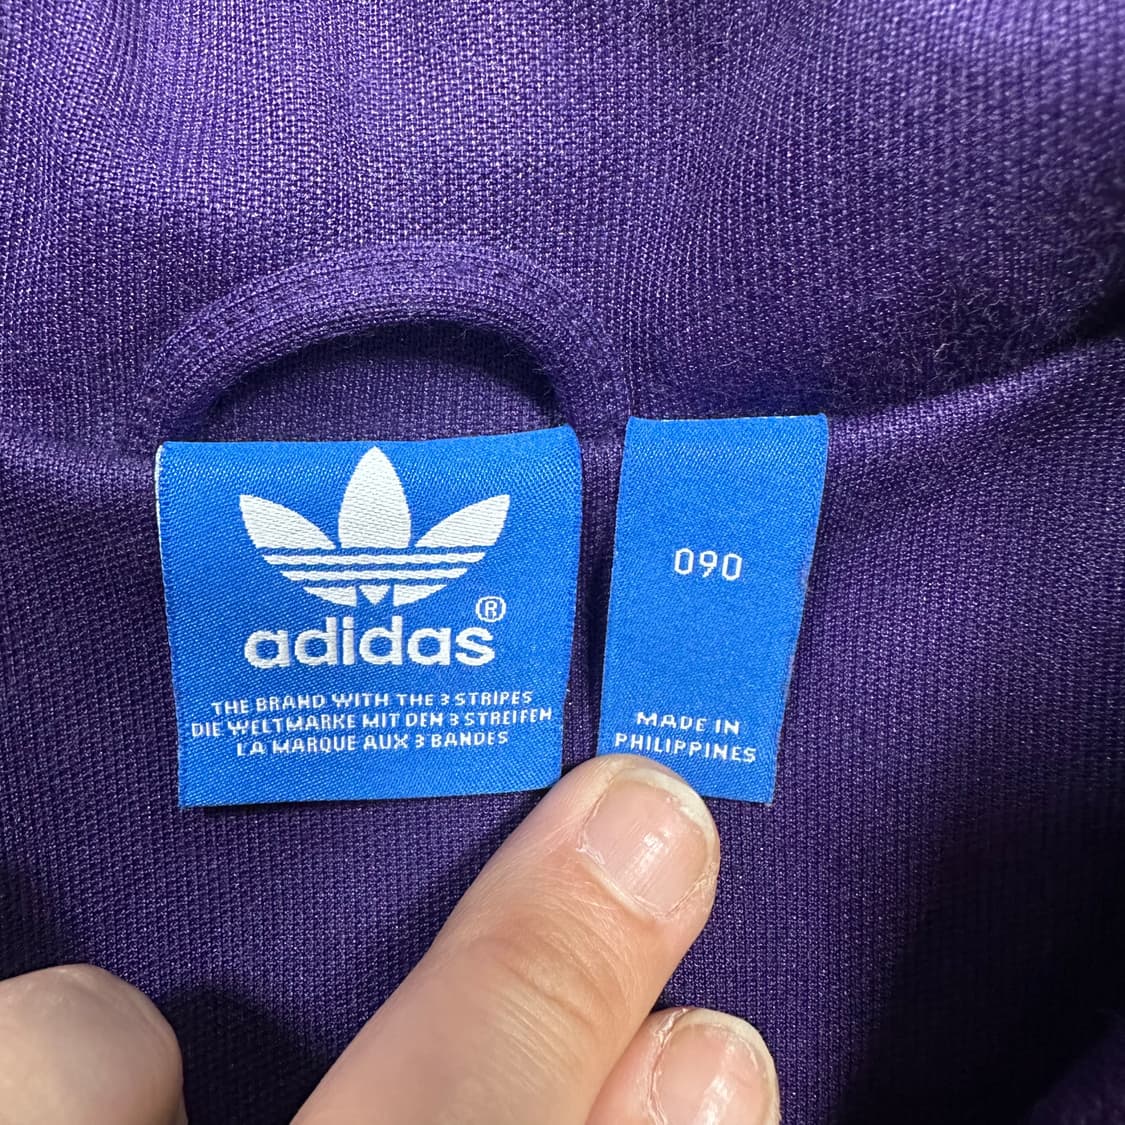 adidas®
THE BRAND WITH THE 3 STRIPES
DIE WELTMARKE MIT DEN 3 STREIFEN
LA MARQUE AUX 3 BANDES
090
MADE IN
PHILIPPINES